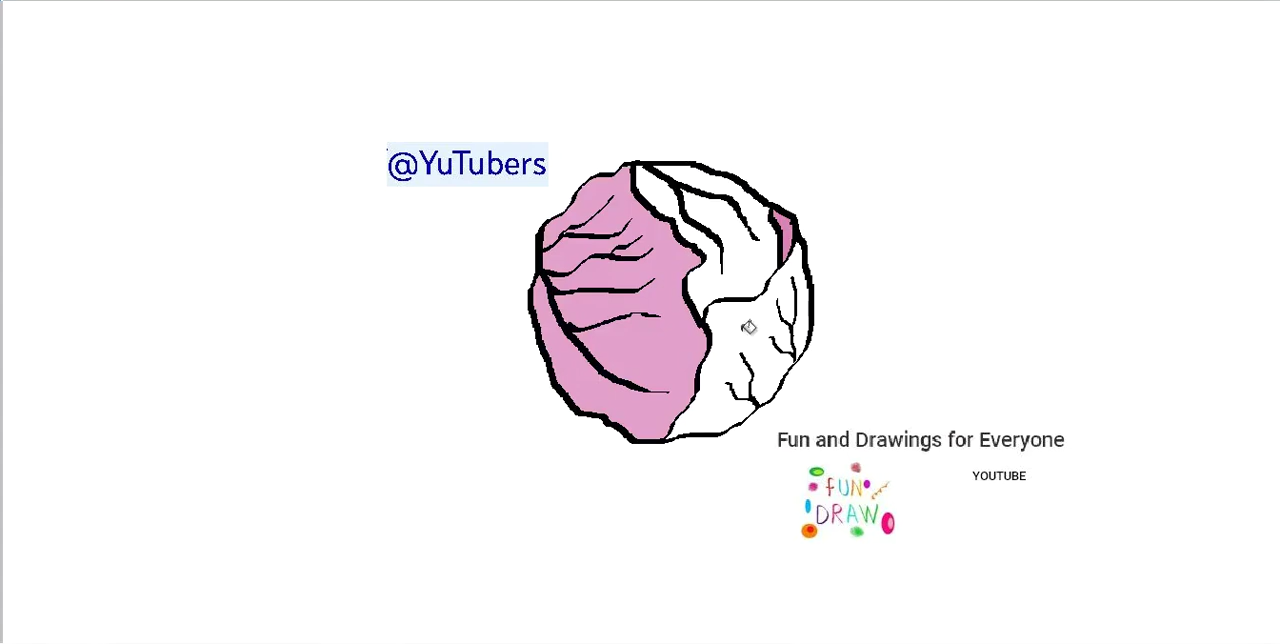 @YuTubers
Fun and Drawings for Everyone
YOUTUBE
FUN
DRAW